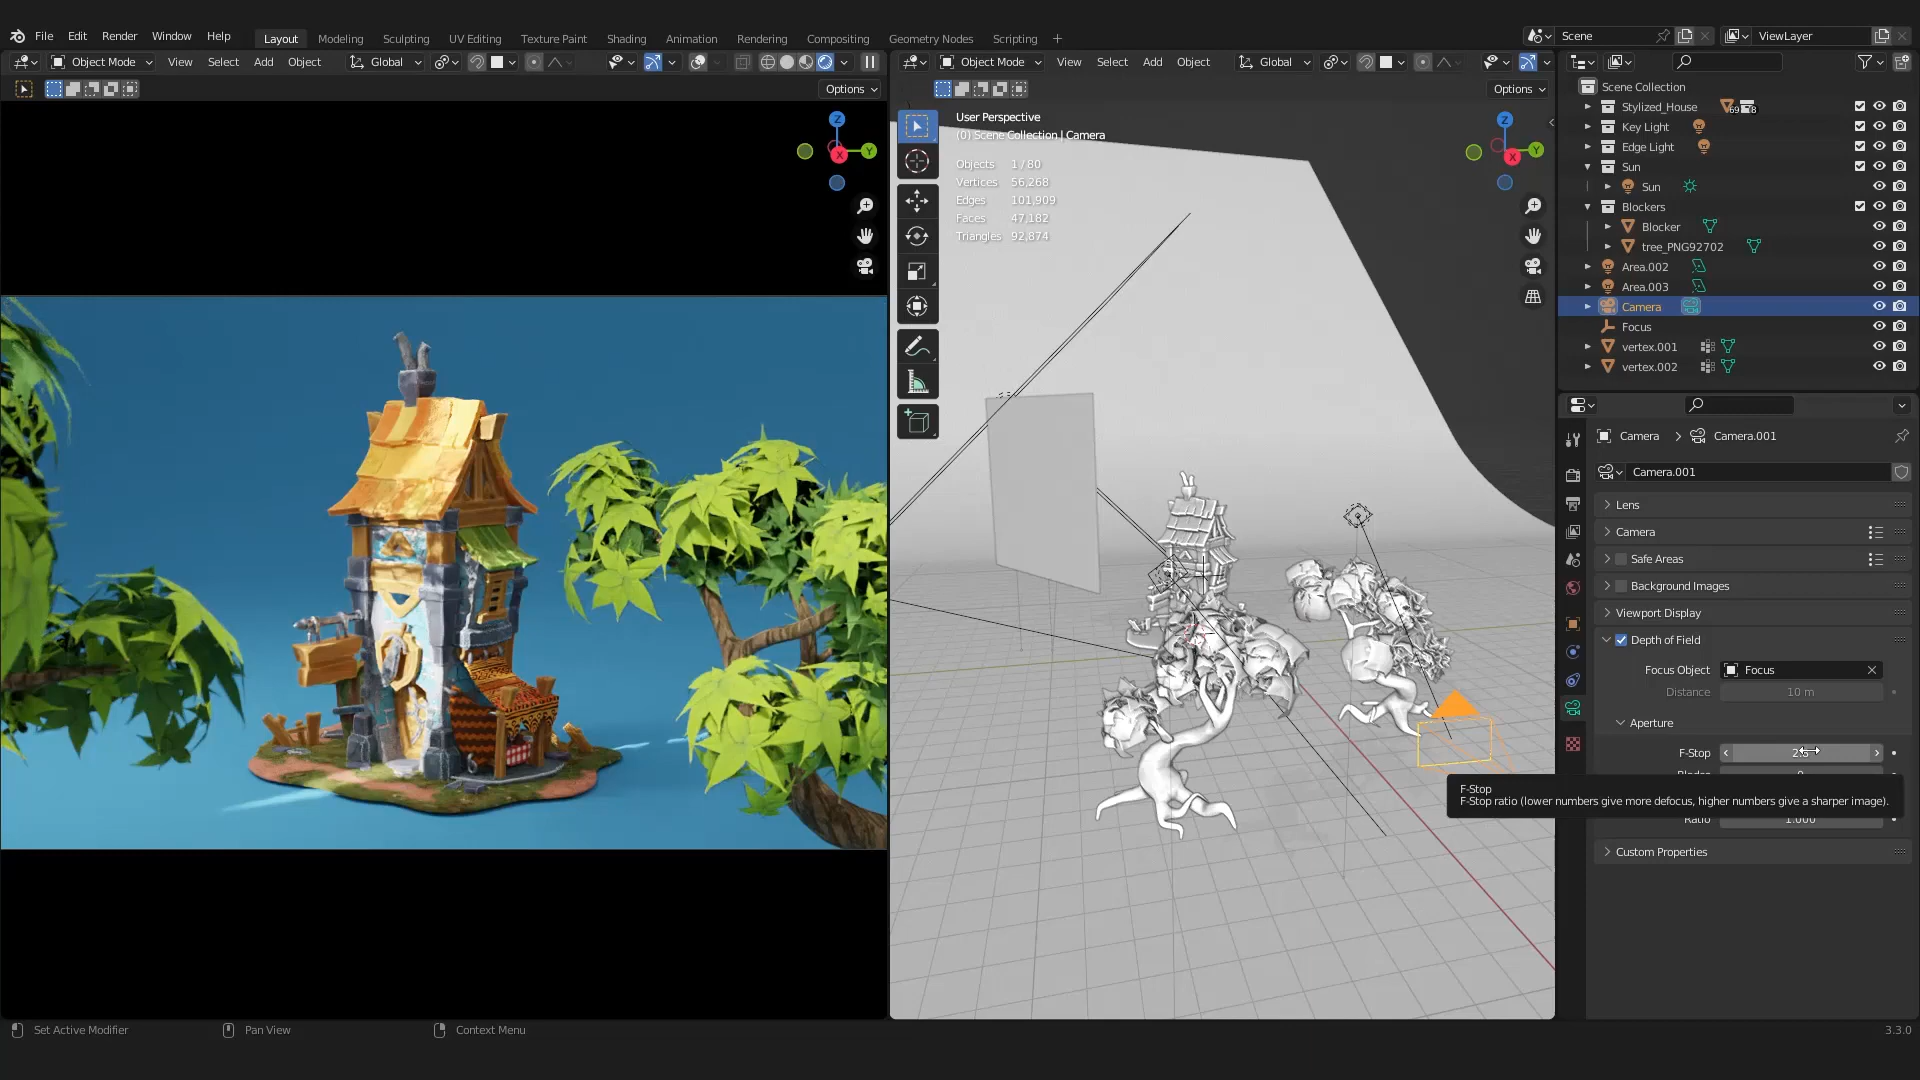 File Edit Render Window Help
Layout Modeling Sculpting UV Editing Texture Paint Shading Animation Rendering Compositing Geometry Nodes Scripting +
Scene
ViewLayer
Object Mode View Select Add Object Global
Options
Object Mode View Select Add Object Global
Options
Z
X
Y
User Perspective
(0) Scene Collection | Camera
Objects 1 / 80
Vertices 56,268
Edges 101,909
Faces 47,182
Triangles 92,874
Z
X
Y
Scene Collection
Stylized_House 69 8
Key Light
Edge Light
Sun
Sun
Blockers
Blocker
tree_PNG92702
Area.002
Area.003
Camera
Focus
vertex.001
vertex.002
Camera > Camera.001
Camera.001
Lens
Camera
Safe Areas
Background Images
Viewport Display
Depth of Field
Focus Object Focus
Distance 10 m
Aperture
F-Stop
F-Stop
F-Stop ratio (lower numbers give more defocus, higher numbers give a sharper image).
Ratio 1.000
Custom Properties
Set Active Modifier
Pan View
Context Menu
3.3.0